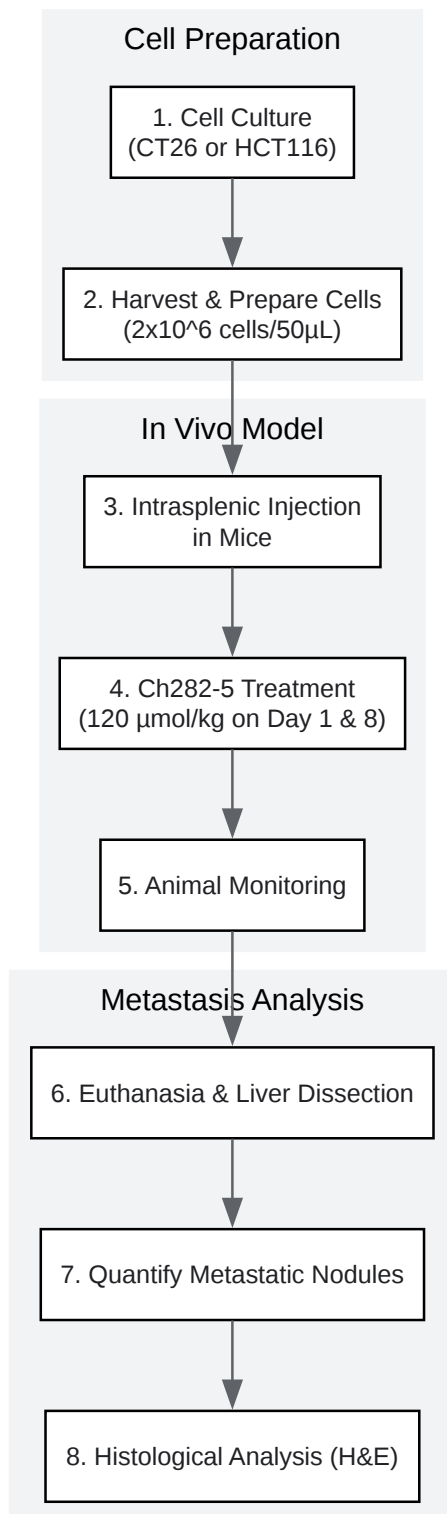 Cell Preparation
1. Cell Culture
(CT26 or HCT116)
2. Harvest & Prepare Cells
(2x10^6 cells/50µL)
In Vivo Model
3. Intrasplenic Injection
in Mice
4. Ch282-5 Treatment
(120 µmol/kg on Day 1 & 8)
5. Animal Monitoring
Metastasis Analysis
6. Euthanasia & Liver Dissection
7. Quantify Metastatic Nodules
8. Histological Analysis (H&E)